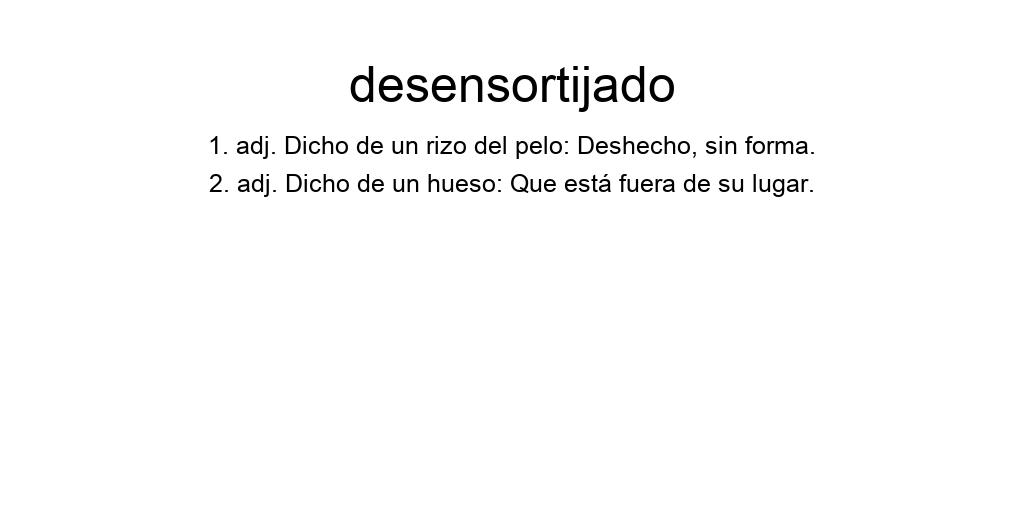 desensortijado
1. adj. Dicho de un rizo del pelo: Deshecho, sin forma.
2. adj. Dicho de un hueso: Que está fuera de su lugar.